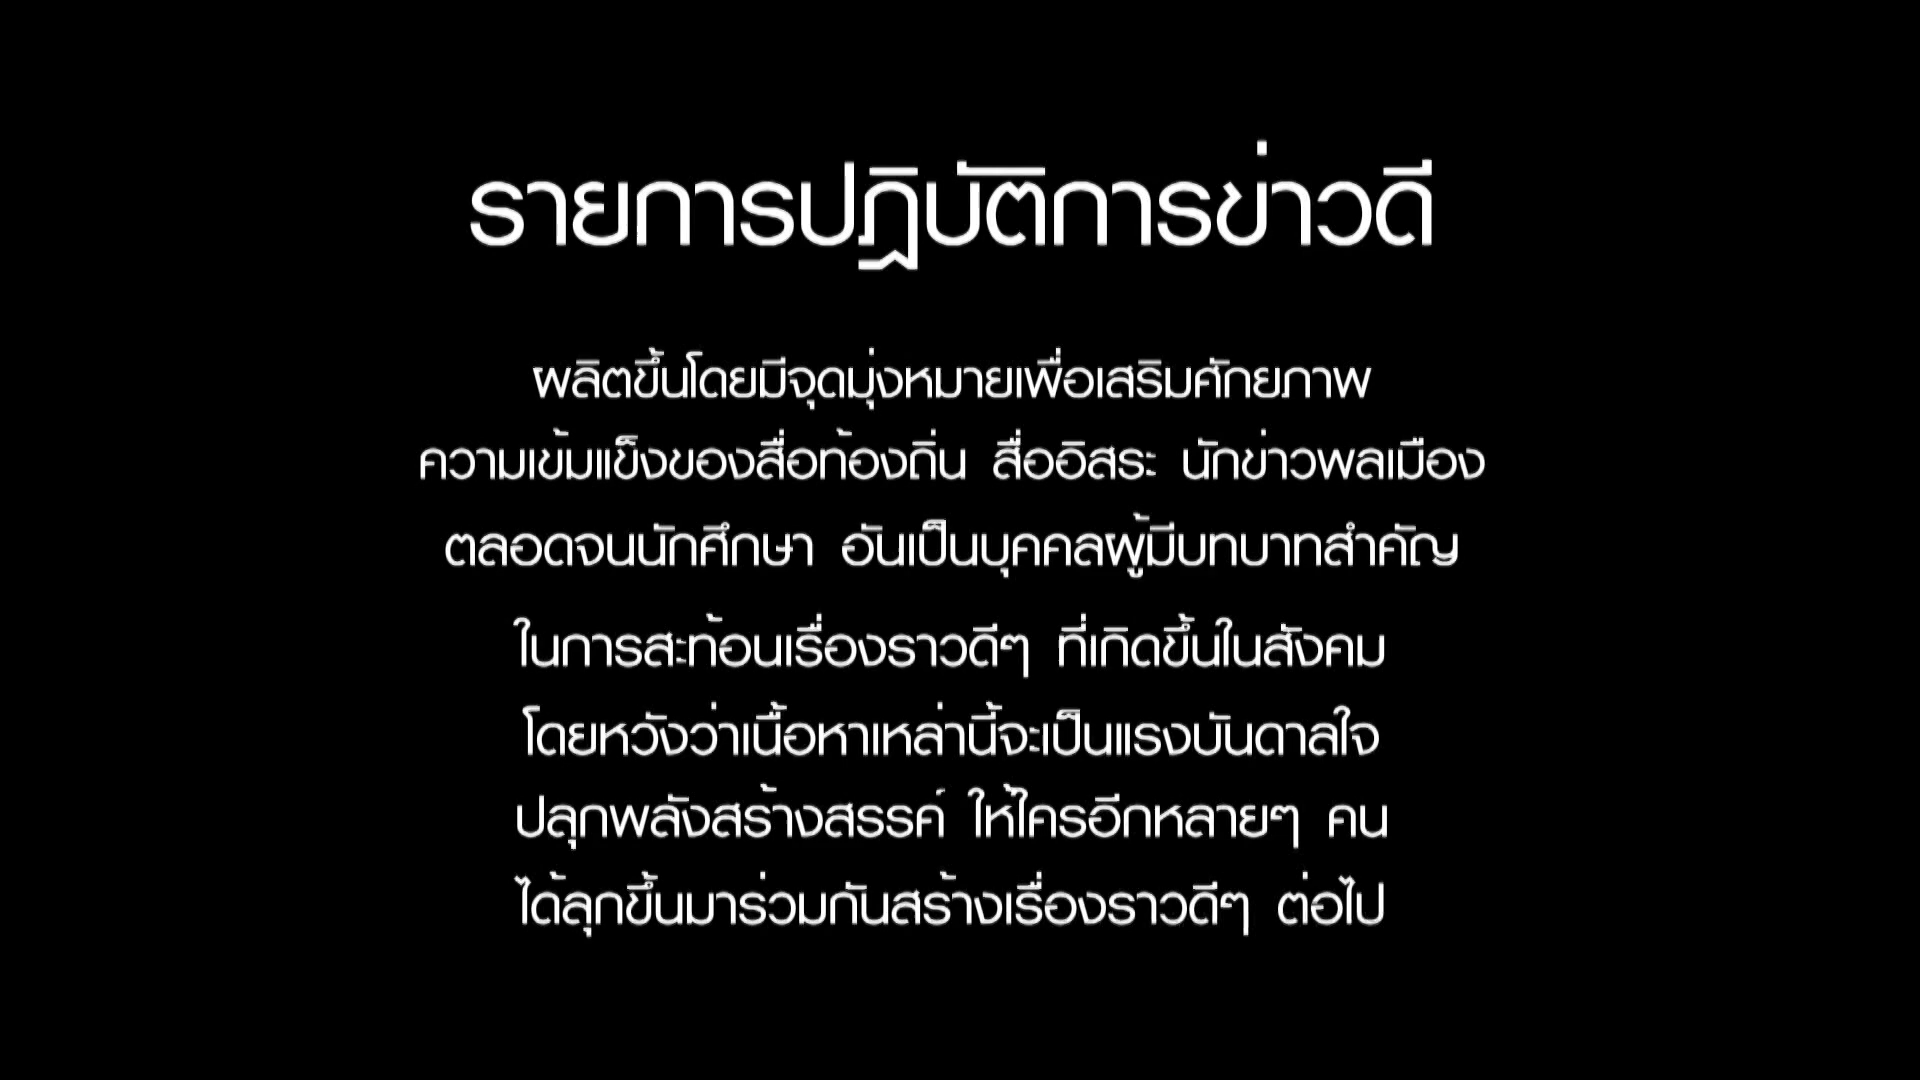 รายการปฏิบัติการข่าวดี
ผลิตขึ้นโดยมีจุดมุ่งหมายเพื่อเสริมศักยภาพ
ความเข้มแข็งของสื่อท้องถิ่น สื่ออิสระ นักข่าวพลเมือง
ตลอดจนนักศึกษา อันเป็นบุคคลผู้มีบทบาทสำคัญ
ในการสะท้อนเรื่องราวดีๆ ที่เกิดขึ้นในสังคม
โดยหวังว่าเนื้อหาเหล่านี้จะเป็นแรงบันดาลใจ
ปลุกพลังสร้างสรรค์ ให้ใครอีกหลายๆ คน
ได้ลุกขึ้นมาร่วมกันสร้างเรื่องราวดีๆ ต่อไป